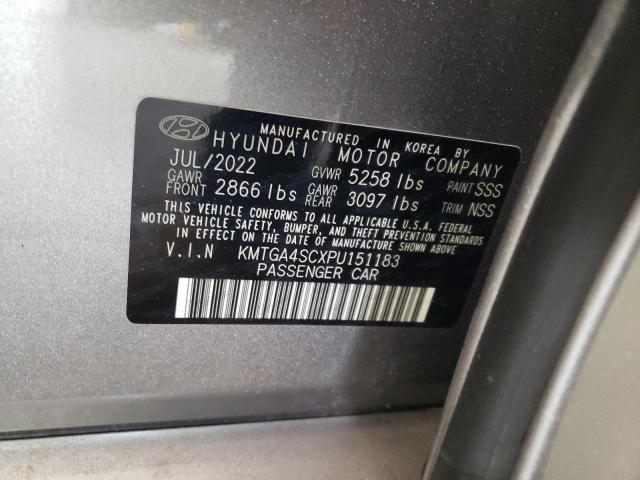 MANUFACTURED IN KOREA BY
HYUNDAI MOTOR COMPANY
JUL/2022 GVWR 5258 lbs PAINT SSS
GAWR FRONT 2866 lbs GAWR REAR 3097 lbs TRIM NSS
THIS VEHICLE CONFORMS TO ALL APPLICABLE U.S.A. FEDERAL
MOTOR VEHICLE SAFETY, BUMPER, AND THEFT PREVENTION STANDARDS
IN EFFECT ON THE DATE OF MANUFACTURE SHOWN ABOVE
V.I.N KMTGA4SCXPU151183
PASSENGER CAR